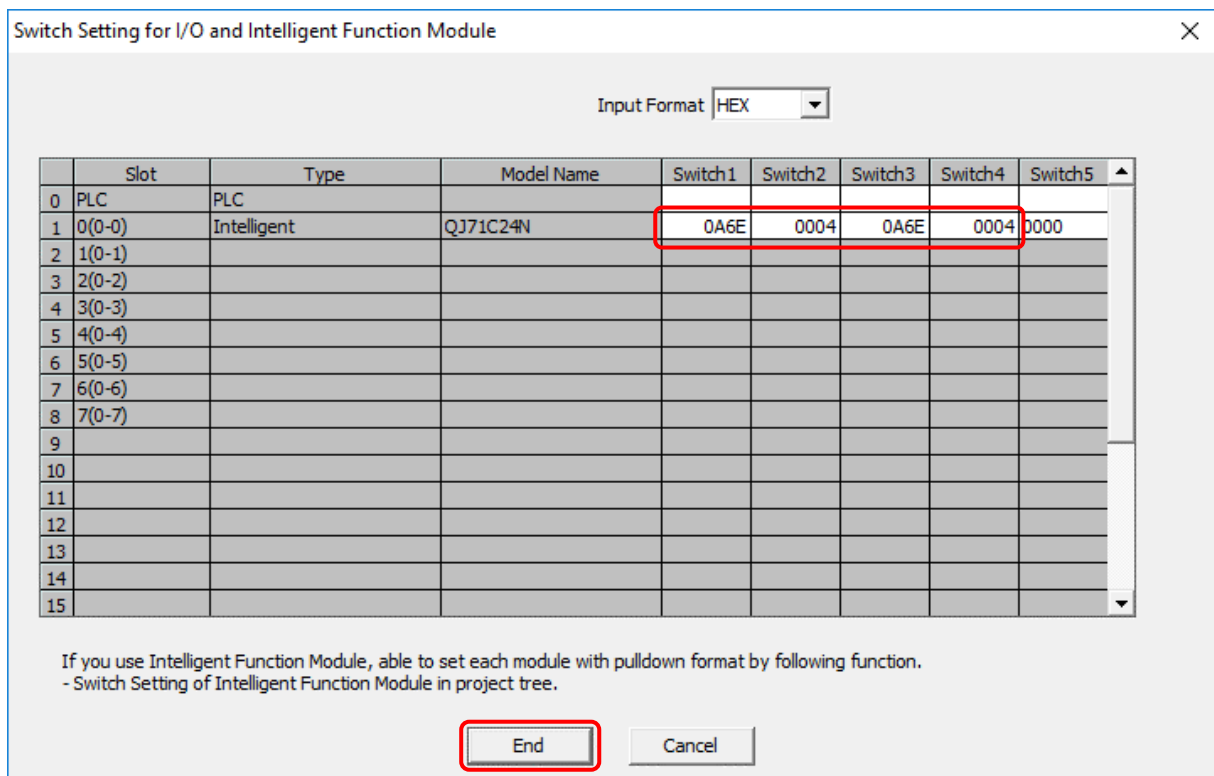 Switch Setting for I/O and Intelligent Function Module
Input Format HEX
Slot Type Model Name Switch1 Switch2 Switch3 Switch4 Switch5
0 PLC PLC
1 0(0-0) Intelligent QJ71C24N 0A6E 0004 0A6E 0004 0000
2 1(0-1)
3 2(0-2)
4 3(0-3)
5 4(0-4)
6 5(0-5)
7 6(0-6)
8 7(0-7)
9
10
11
12
13
14
15
If you use Intelligent Function Module, able to set each module with pulldown format by following function.
- Switch Setting of Intelligent Function Module in project tree.
End Cancel